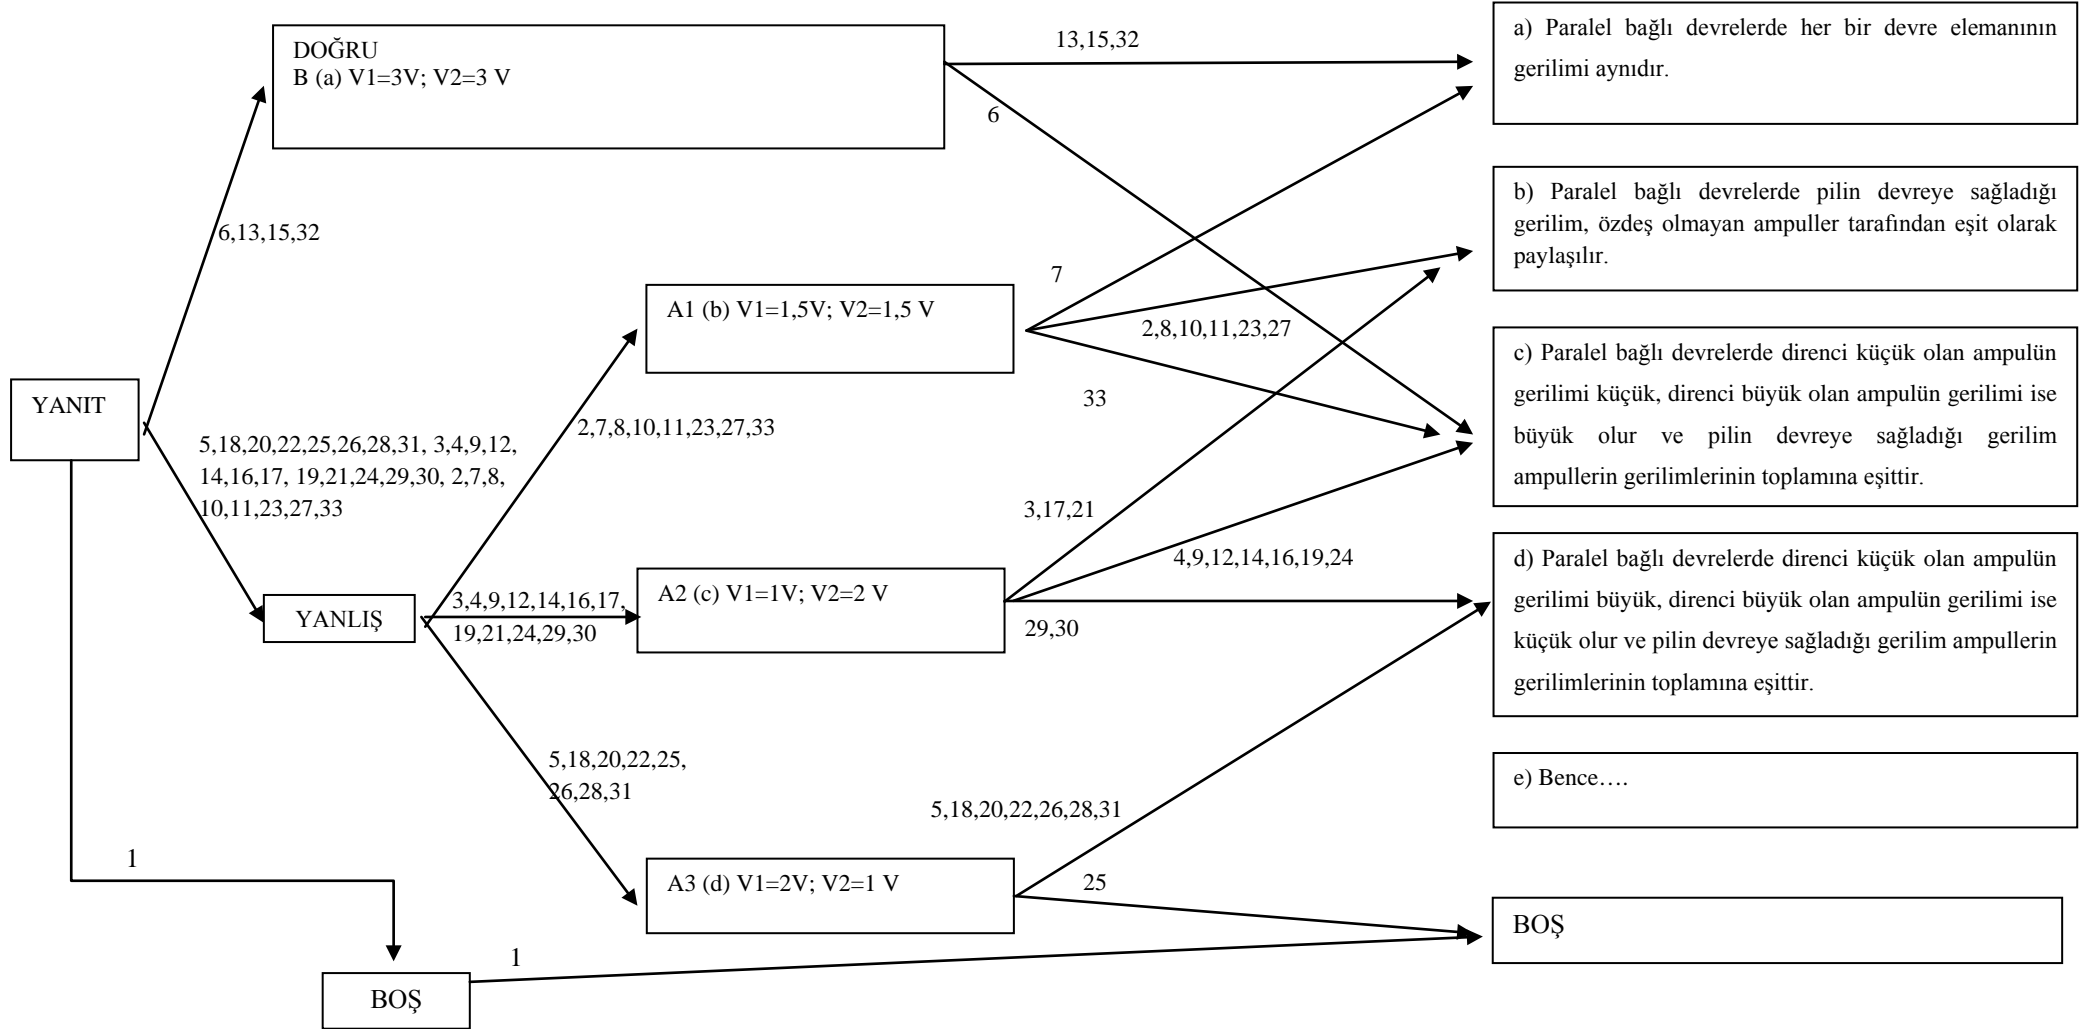 DOĞRU
B (a) V1=3V; V2=3 V
13,15,32
6
a) Paralel bağlı devrelerde her bir devre elemanının
gerilimi aynıdır.
6,13,15,32
b) Paralel bağlı devrelerde pilin devreye sağladığı
gerilim, özdeş olmayan ampuller tarafından eşit olarak
paylaşılır.
A1 (b) V1=1,5V; V2=1,5 V
7
2,8,10,11,23,27
33
c) Paralel bağlı devrelerde direnci küçük olan ampulün
gerilimi küçük, direnci büyük olan ampulün gerilimi ise
büyük olur ve pilin devreye sağladığı gerilim
ampullerin gerilimlerinin toplamına eşittir.
YANIT
5,18,20,22,25,26,28,31, 3,4,9,12,
14,16,17, 19,21,24,29,30, 2,7,8,
10,11,23,27,33
2,7,8,10,11,23,27,33
YANLIŞ
3,4,9,12,14,16,17,
19,21,24,29,30
A2 (c) V1=1V; V2=2 V
3,17,21
4,9,12,14,16,19,24
29,30
d) Paralel bağlı devrelerde direnci küçük olan ampulün
gerilimi büyük, direnci büyük olan ampulün gerilimi ise
küçük olur ve pilin devreye sağladığı gerilim ampullerin
gerilimlerinin toplamına eşittir.
5,18,20,22,25,
26,28,31
5,18,20,22,26,28,31
e) Bence….
1
A3 (d) V1=2V; V2=1 V
25
BOŞ
1
BOŞ